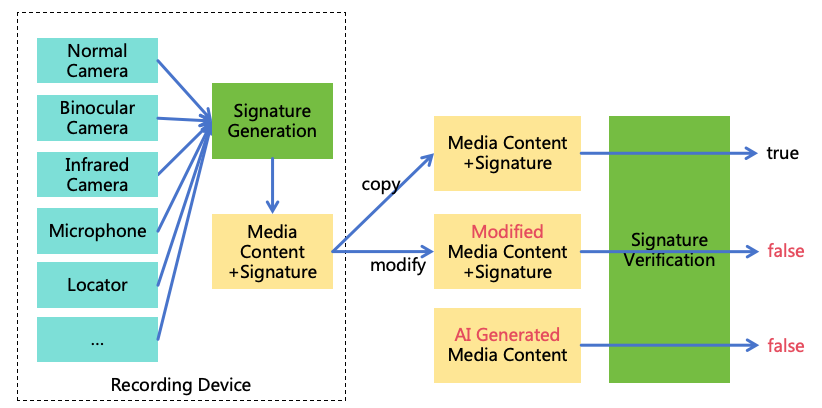 Normal
Camera
Binocular
Camera
Infrared
Camera
Microphone
Locator
...
Recording Device
Signature
Generation
Media
Content
+Signature
copy
modify
Media Content
+Signature
Modified
Media Content
+Signature
AI Generated
Media Content
Signature
Verification
true
false
false